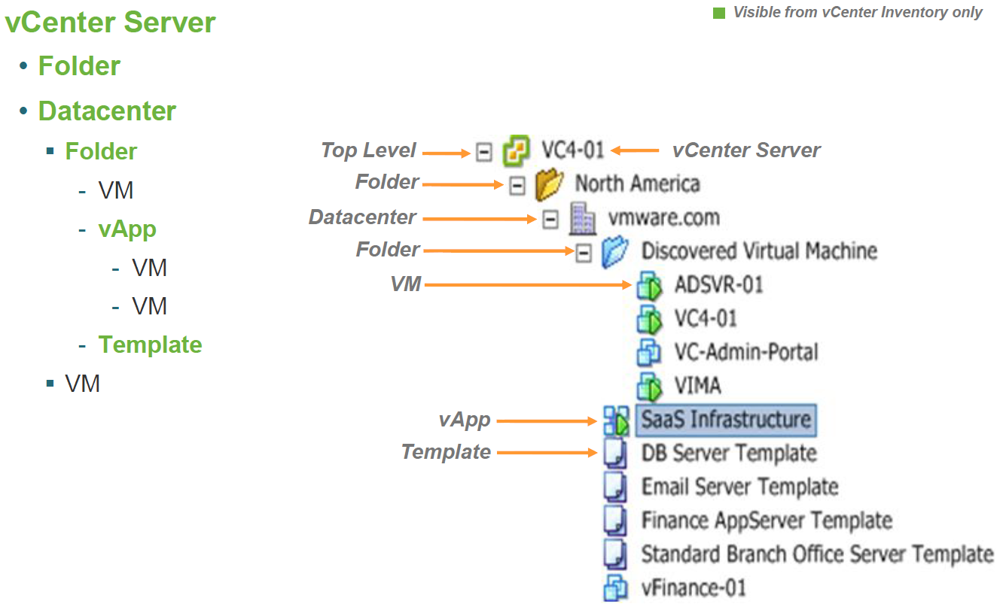 vCenter Server
Visible from vCenter Inventory only
• Folder
• Datacenter
▪ Folder
- VM
- vApp
- VM
- VM
- Template
▪ VM
Top Level VC4-01 vCenter Server
Folder North America
Datacenter vmware.com
Folder Discovered Virtual Machine
VM ADSVR-01
VC4-01
VC-Admin-Portal
VIMA
vApp SaaS Infrastructure
Template DB Server Template
Email Server Template
Finance AppServer Template
Standard Branch Office Server Template
vFinance-01